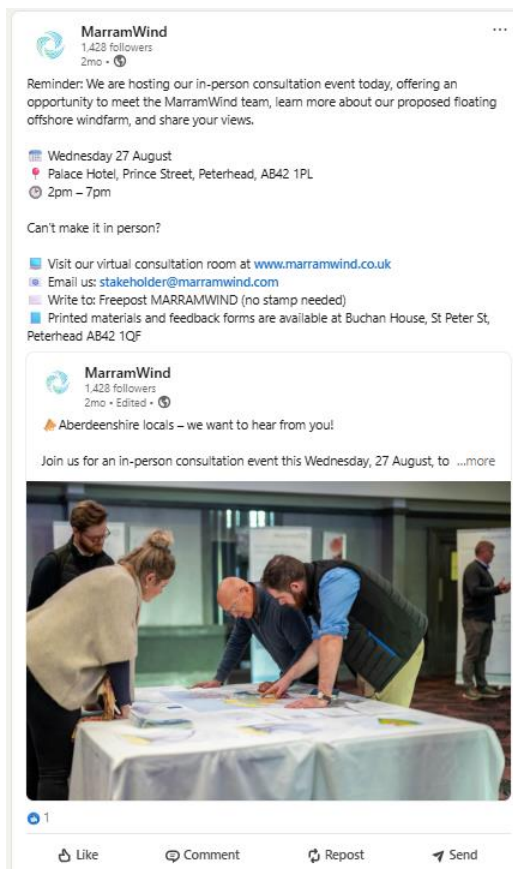 MarramWind
1,428 followers
2mo •
Reminder: We are hosting our in-person consultation event today, offering an
opportunity to meet the MarramWind team, learn more about our proposed floating
offshore windfarm, and share your views.
Wednesday 27 August
Palace Hotel, Prince Street, Peterhead, AB42 1PL
2pm – 7pm
Can't make it in person?
Visit our virtual consultation room at www.marramwind.co.uk
Email us: stakeholder@marramwind.com
Write to: Freepost MARRAMWIND (no stamp needed)
Printed materials and feedback forms are available at Buchan House, St Peter St,
Peterhead AB42 1QF
MarramWind
1,428 followers
2mo • Edited •
Aberdeenshire locals – we want to hear from you!
Join us for an in-person consultation event this Wednesday, 27 August, to ...more
1
Like Comment Repost Send